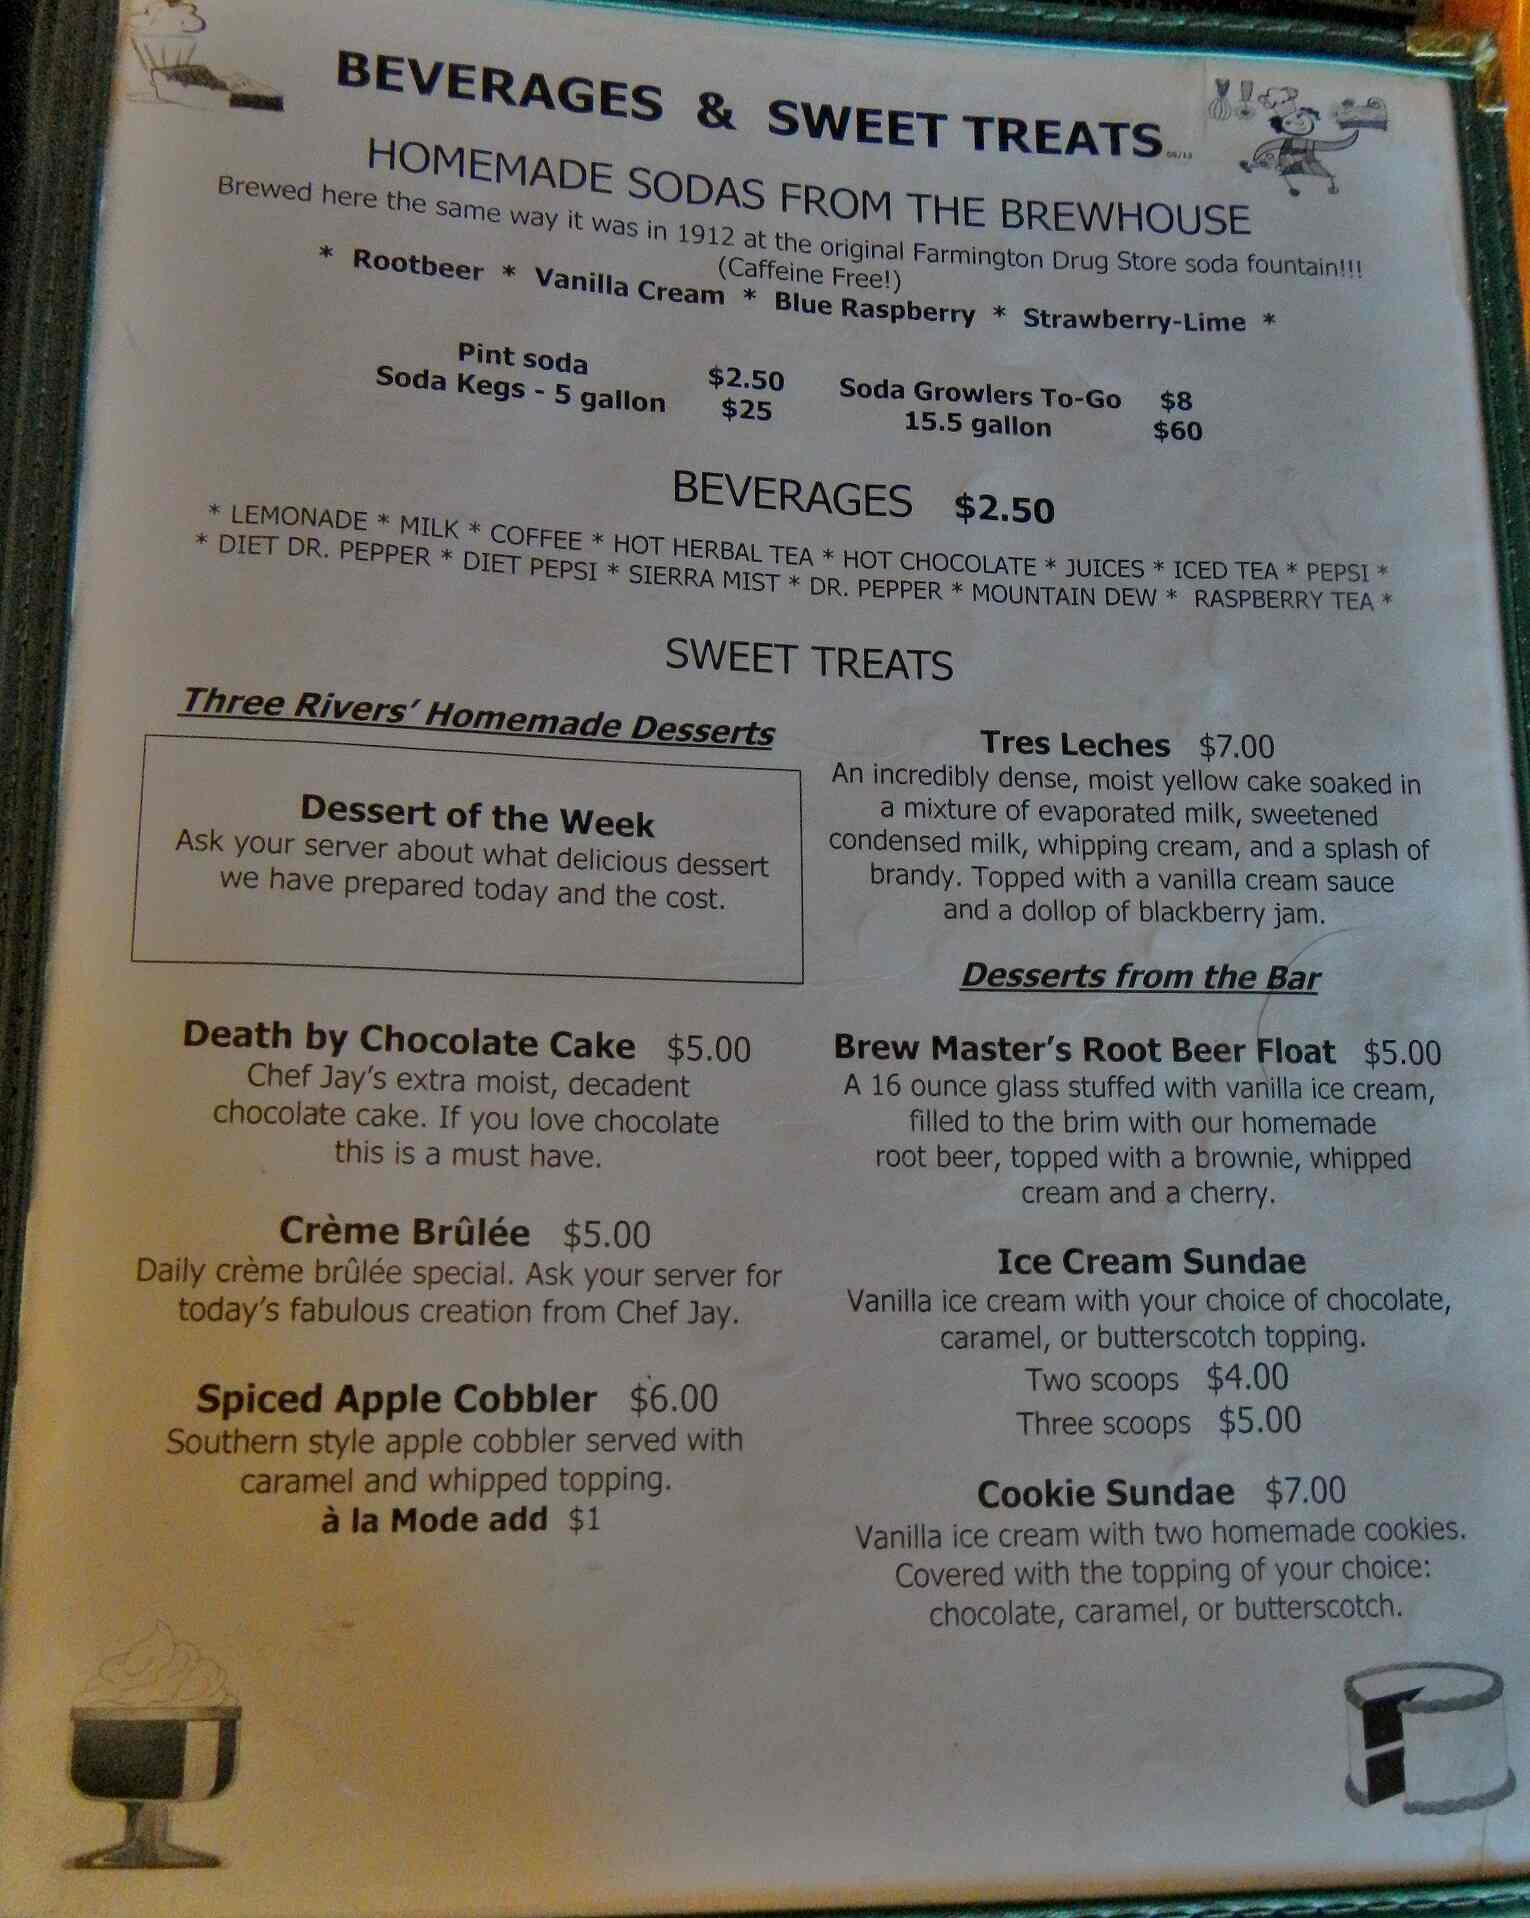 BEVERAGES & SWEET TREATS...
HOMEMADE SODAS FROM THE BREWHOUSE
Brewed here the same way it was in 1912 at the original Farmington Drug Store soda fountain!!!
(Caffeine Free!)
* Rootbeer * Vanilla Cream * Blue Raspberry * Strawberry-Lime *
Pint soda $2.50 Soda Growlers To-Go $8
Soda Kegs - 5 gallon $25 15.5 gallon $60
BEVERAGES $2.50
* LEMONADE * MILK * COFFEE * HOT HERBAL TEA * HOT CHOCOLATE * JUICES * ICED TEA * PEPSI *
* DIET DR. PEPPER * DIET PEPSI * SIERRA MIST * DR. PEPPER * MOUNTAIN DEW * RASPBERRY TEA *
SWEET TREATS
Three Rivers' Homemade Desserts
Dessert of the Week
Ask your server about what delicious dessert
we have prepared today and the cost.
Death by Chocolate Cake $5.00
Chef Jay's extra moist, decadent
chocolate cake. If you love chocolate
this is a must have.
Crème Brûlée $5.00
Daily crème brûlée special. Ask your server for
today's fabulous creation from Chef Jay.
Spiced Apple Cobbler $6.00
Southern style apple cobbler served with
caramel and whipped topping.
à la Mode add $1
Tres Leches $7.00
An incredibly dense, moist yellow cake soaked in
a mixture of evaporated milk, sweetened
condensed milk, whipping cream, and a splash of
brandy. Topped with a vanilla cream sauce
and a dollop of blackberry jam.
Desserts from the Bar
Brew Master's Root Beer Float $5.00
A 16 ounce glass stuffed with vanilla ice cream,
filled to the brim with our homemade
root beer, topped with a brownie, whipped
cream and a cherry.
Ice Cream Sundae
Vanilla ice cream with your choice of chocolate,
caramel, or butterscotch topping.
Two scoops $4.00
Three scoops $5.00
Cookie Sundae $7.00
Vanilla ice cream with two homemade cookies.
Covered with the topping of your choice:
chocolate, caramel, or butterscotch.